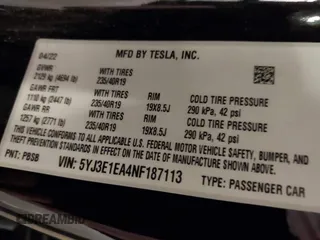 04/22 MFD BY TESLA, INC.
GVWR
2129 kg (4694 lb)
GAWR FRT WITH TIRES RIM COLD TIRE PRESSURE
1110 kg (2447 lb) 235/40R19 19X8.5J 290 kPa, 42 psi
GAWR RR WITH TIRES RIM COLD TIRE PRESSURE
1257 kg (2771 lb) 235/40R19 19X8.5J 290 kPa, 42 psi
THIS VEHICLE CONFORMS TO ALL APPLICABLE FEDERAL MOTOR VEHICLE SAFETY, BUMPER, AND
THEFT PREVENTION STANDARDS IN EFFECT ON THE DATE OF MANUFACTURE SHOWN ABOVE.
PNT: PBSB VIN: 5YJ3E1EA4NF187113 TYPE: PASSENGER CAR